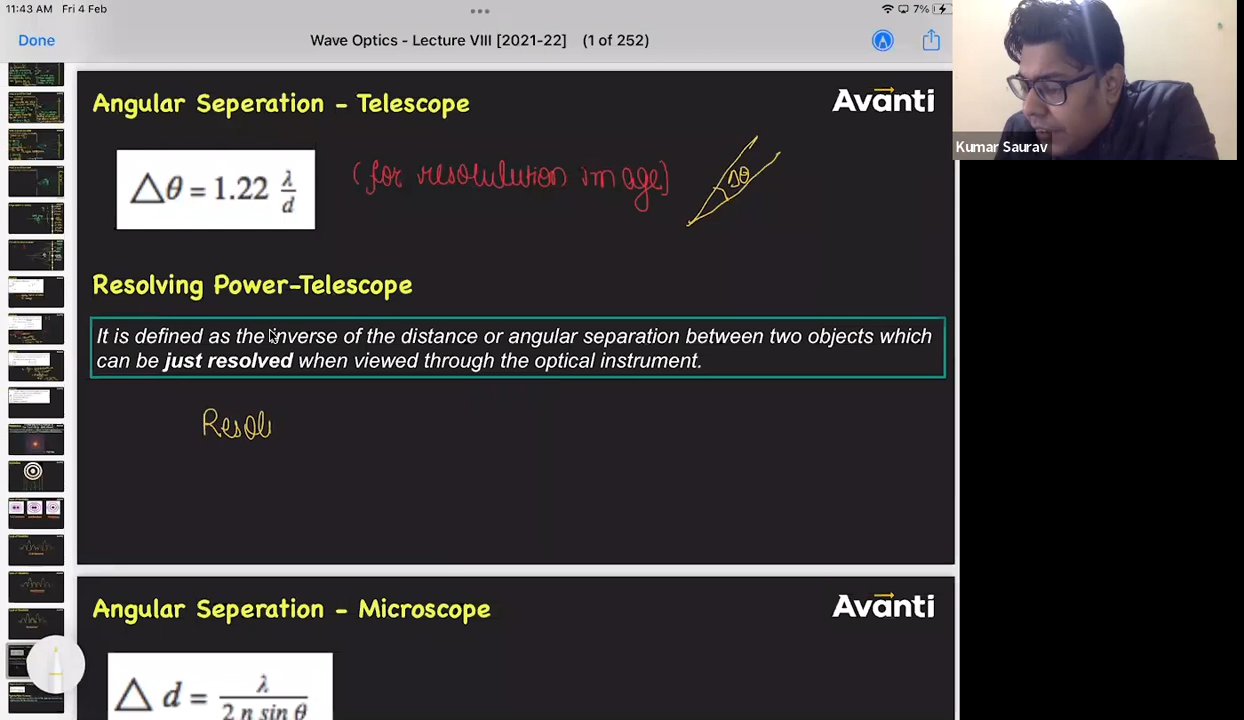 11:43 AM Fri 4 Feb
7%
Done
Wave Optics - Lecture VIII [2021-22] (1 of 252)
Kumar Saurav
Angular Seperation - Telescope
Avanti
△θ = 1.22 λ/d
(for resolulution image)
Δθ
Resolving Power-Telescope
It is defined as the inverse of the distance or angular separation between two objects which
can be just resolved when viewed through the optical instrument.
Resol
Angular Seperation - Microscope
Avanti
△ d = λ / 2 n sin θ